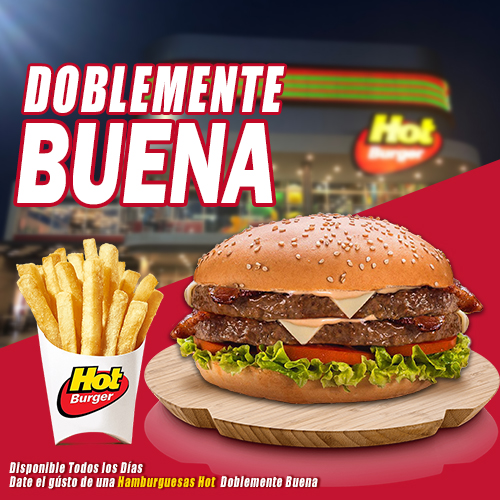 DOBLEMENTE
BUENA
Hot
Burger
Hot
Burger
Disponible Todos los Días
Date el gústo de una Hamburguesas Hot Doblemente Buena